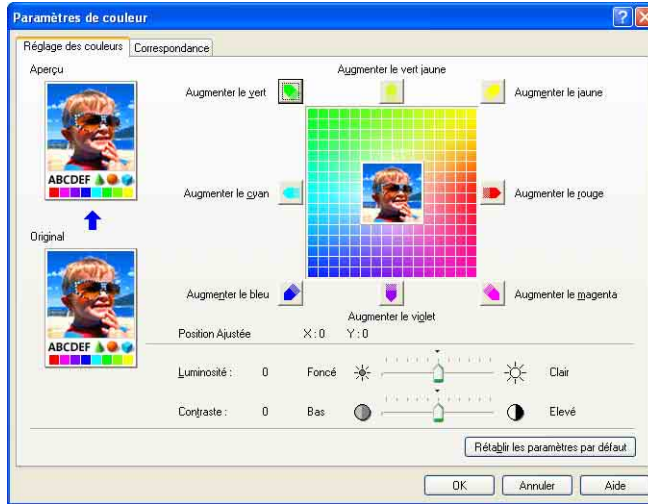 Paramètres de couleur
Réglage des couleurs
Correspondance
Aperçu
Augmenter le vert jaune
Augmenter le vert
Augmenter le jaune
ABCDEF
Augmenter le cyan
Augmenter le rouge
Original
Augmenter le bleu
Augmenter le magenta
Augmenter le violet
ABCDEF
Position Ajustée X : 0 Y : 0
Luminosité : 0 Foncé Clair
Contraste : 0 Bas Elevé
Rétablir les paramètres par défaut
OK Annuler Aide